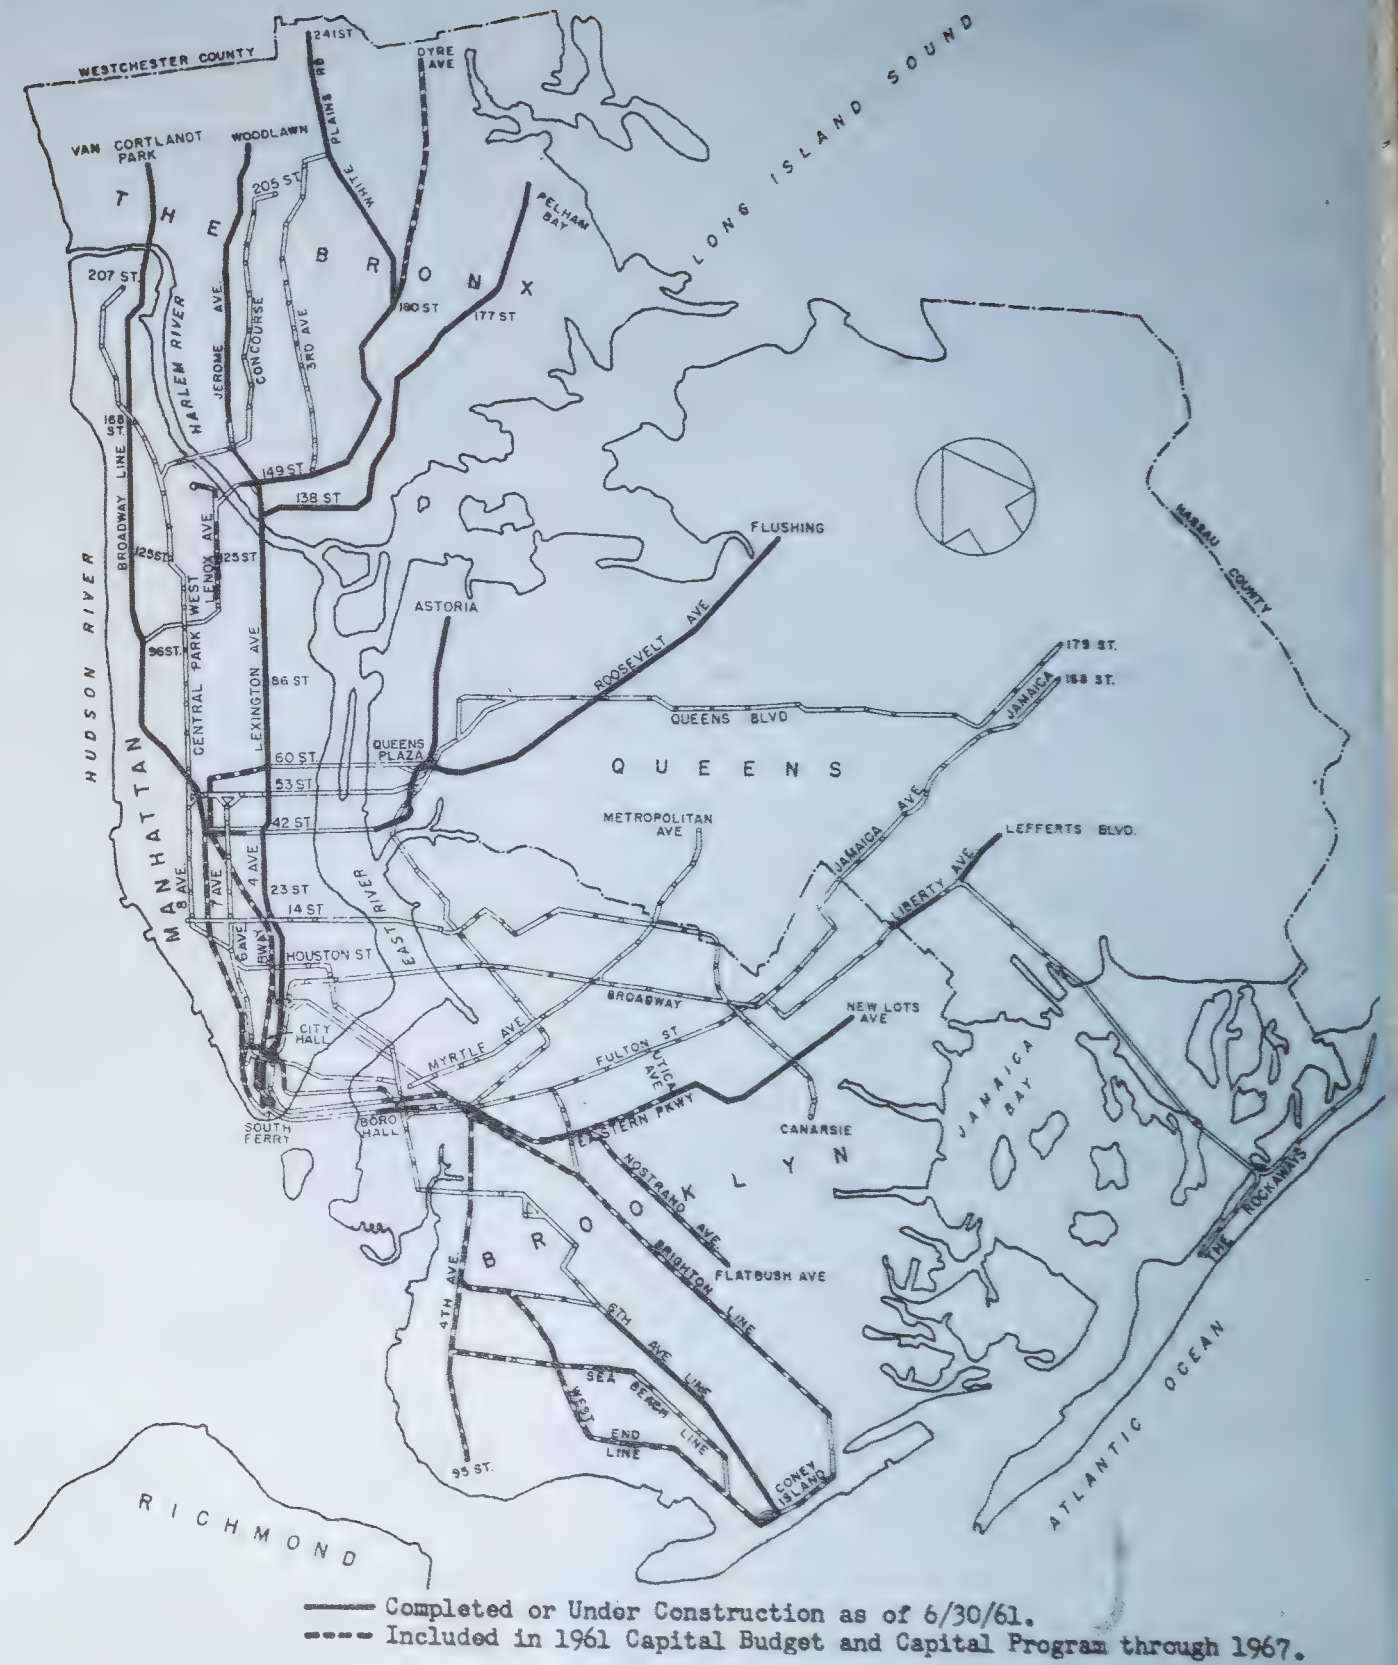 241 ST
DYRE
AVE
WESTCHESTER COUNTY
WHITE PLAINS RD
LONG ISLAND SOUND
VAN CORTLANDT
PARK
WOODLAWN
205 ST
PELHAM
BAY
THE BRONX
207 ST.
HARLEM RIVER
JEROME AVE.
CONCOURSE
3RD AVE
180 ST
177 ST
168
ST.
BROADWAY LINE
149 ST
138 ST
HUDSON RIVER
125 ST
LENOX AVE
125 ST
FLUSHING
NASSAU COUNTY
ASTORIA
ROOSEVELT AVE
96 ST.
CENTRAL PARK WEST
LEXINGTON AVE
86 ST
179 ST.
JAMAICA
168 ST.
QUEENS BLVD
MANHATTAN
QUEENS
PLAZA
60 ST.
53 ST
QUEENS
42 ST
METROPOLITAN
AVE
JAMAICA AVE
LEFFERTS BLVD.
LIBERTY AVE.
8 AVE
7 AVE
4 AVE
23 ST
14 ST
EAST RIVER
6 AVE
BWAY
HOUSTON ST
BROADWAY
NEW LOTS
AVE
CITY
HALL
MYRTLE AVE
FULTON ST
UTICA
AVE
EASTERN PKWY
JAMAICA
BAY
SOUTH
FERRY
BORO
HALL
CANARSIE
BROOKLYN
NOSTRAND AVE.
THE ROCKAWAYS
FLATBUSH AVE
BRIGHTON LINE
4TH AVE
6TH AVE LINE
SEA BEACH LINE
WEST
END
LINE
95 ST.
CONEY
ISLAND
ATLANTIC OCEAN
RICHMOND
Completed or Under Construction as of 6/30/61.
Included in 1961 Capital Budget and Capital Program through 1967.